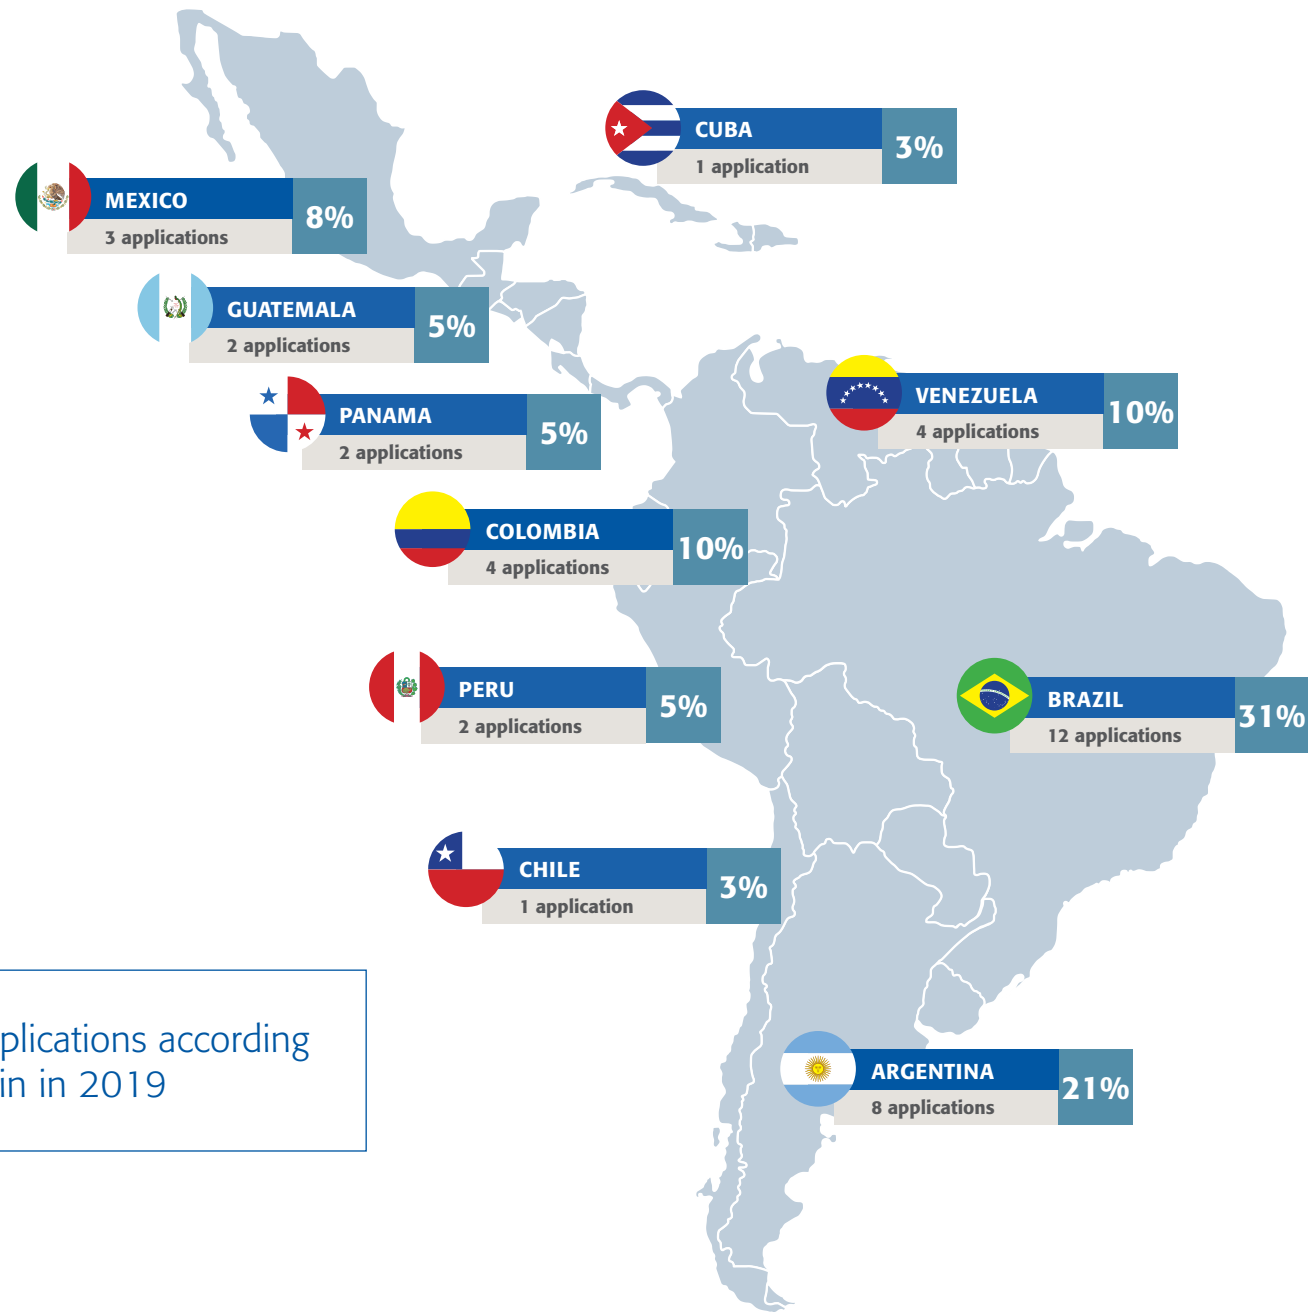 CUBA
1 application
3%
MEXICO
3 applications
8%
GUATEMALA
2 applications
5%
PANAMA
2 applications
5%
VENEZUELA
4 applications
10%
COLOMBIA
4 applications
10%
PERU
2 applications
5%
BRAZIL
12 applications
31%
CHILE
1 application
3%
plications according
in in 2019
ARGENTINA
8 applications
21%